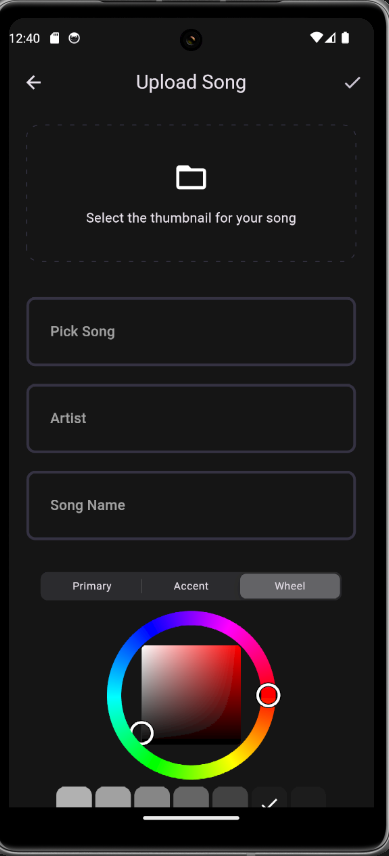 12:40
Upload Song
Select the thumbnail for your song
Pick Song
Artist
Song Name
Primary
Accent
Wheel